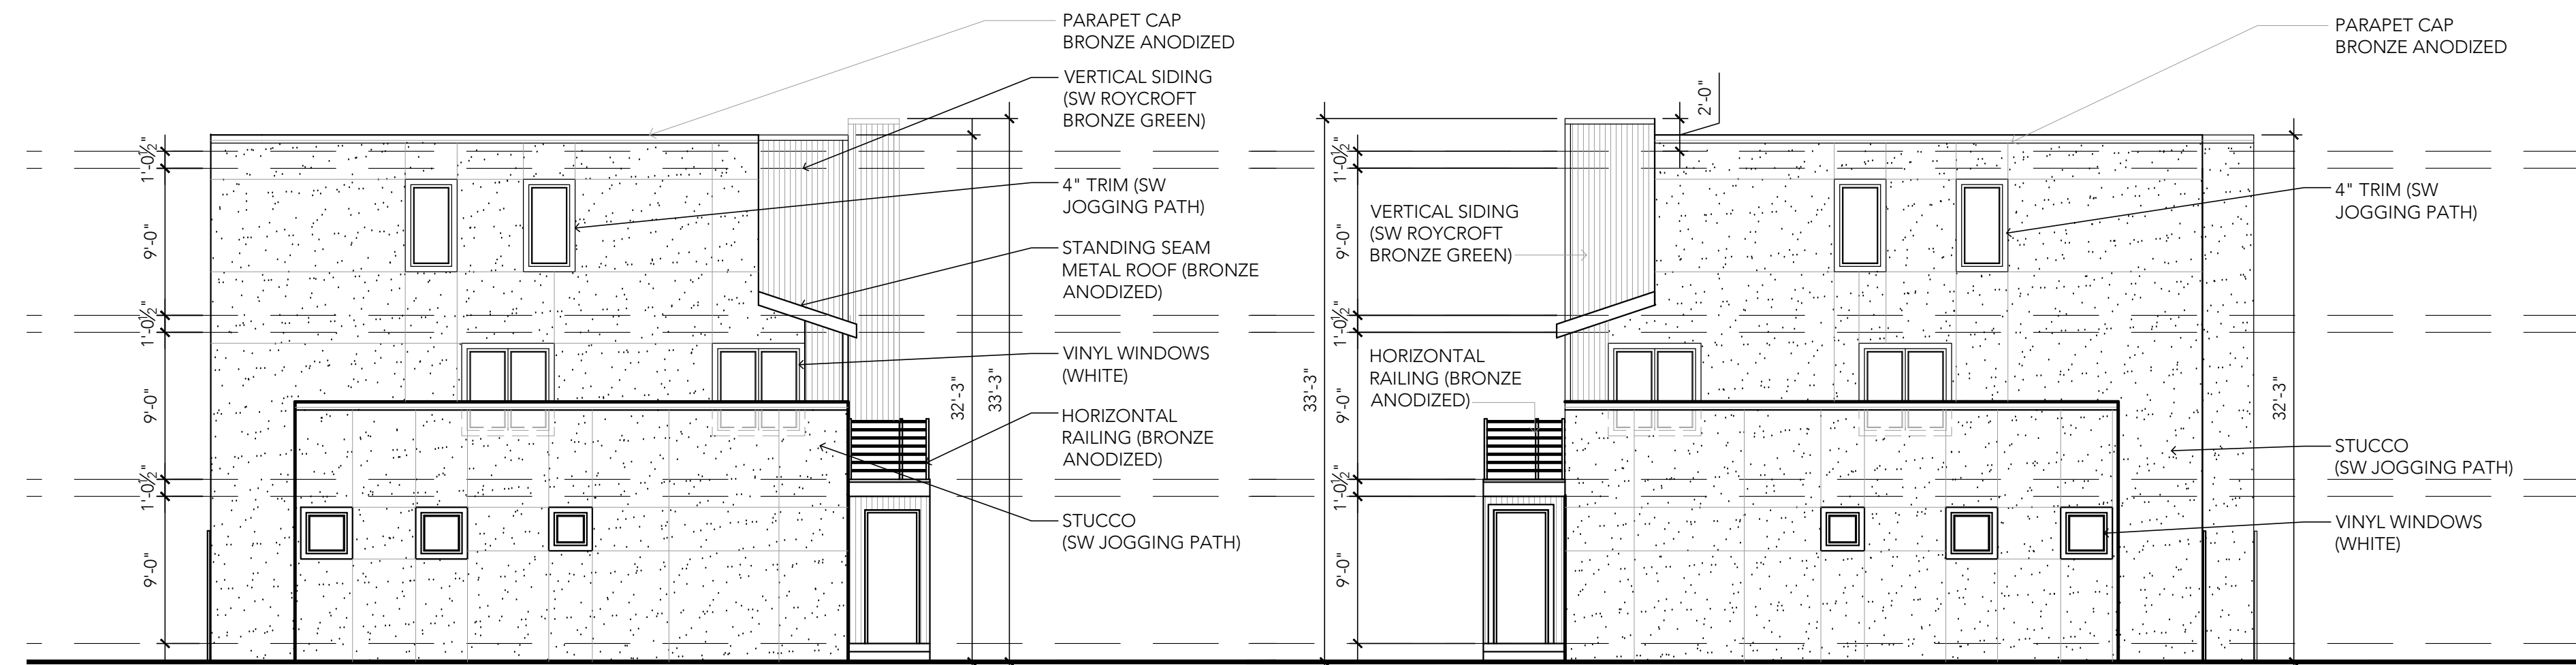 PARAPET CAP
BRONZE ANODIZED
VERTICAL SIDING
(SW ROYCROFT
BRONZE GREEN)
4" TRIM (SW
JOGGING PATH)
STANDING SEAM
METAL ROOF (BRONZE
ANODIZED)
VINYL WINDOWS
(WHITE)
HORIZONTAL
RAILING (BRONZE
ANODIZED)
STUCCO
(SW JOGGING PATH)
1'-0½"
9'-0"
1'-0½"
9'-0"
1'-0½"
9'-0"
32'-3"
33'-3"
33'-3"
2'-0"
1'-0½"
9'-0"
1'-0½"
9'-0"
1'-0½"
9'-0"
VERTICAL SIDING
(SW ROYCROFT
BRONZE GREEN)
HORIZONTAL
RAILING (BRONZE
ANODIZED)
PARAPET CAP
BRONZE ANODIZED
4" TRIM (SW
JOGGING PATH)
32'-3"
STUCCO
(SW JOGGING PATH)
VINYL WINDOWS
(WHITE)